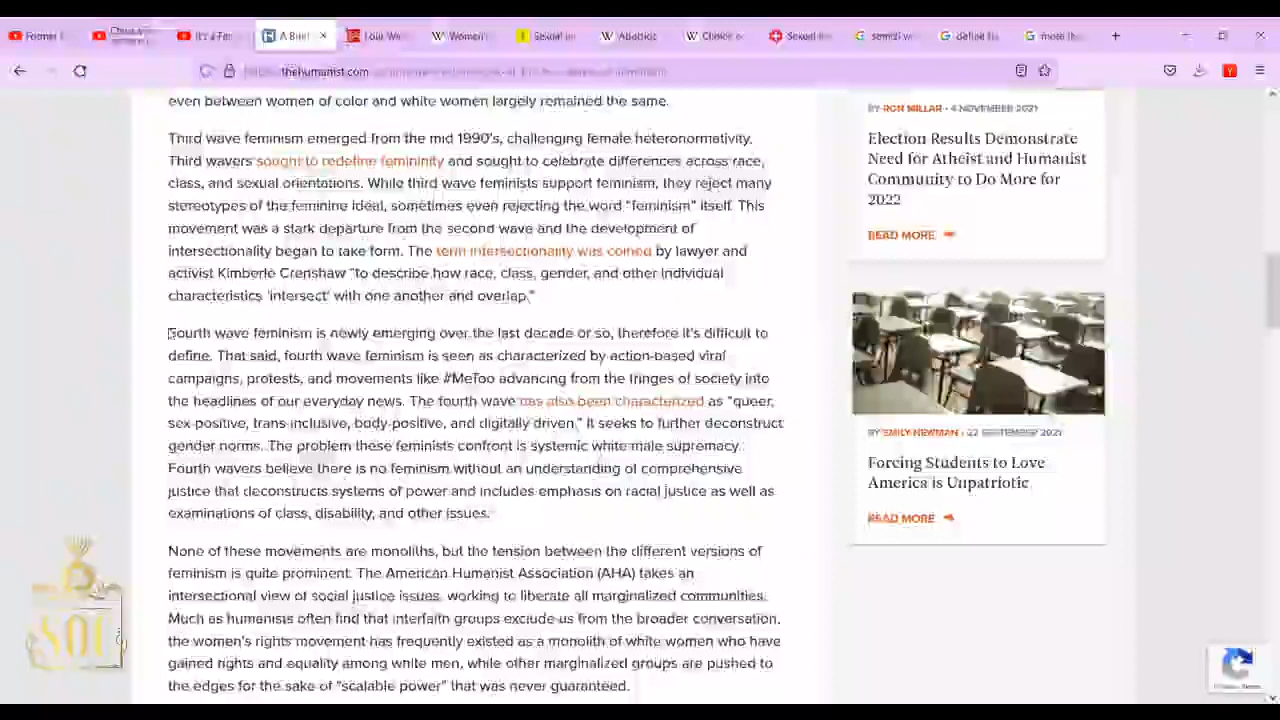 Former
It's a Fe
A Brief
Women's
Sexual
define
even between women of color and white women largely remained the same.
Third wave feminism emerged from the mid 1990's, challenging female heteronormativity.
Third wavers sought to redefine femininity and sought to celebrate differences across race,
class, and sexual orientations. While third wave feminists support feminism, they reject many
stereotypes of the feminine ideal, sometimes even rejecting the word "feminism" itself. This
movement was a stark departure from the second wave and the development of
intersectionality began to take form. The term intersectionality was coined by lawyer and
activist Kimberle Crenshaw "to describe how race, class, gender, and other individual
characteristics 'intersect' with one another and overlap."
Fourth wave feminism is newly emerging over the last decade or so, therefore it's difficult to
define. That said, fourth wave feminism is seen as characterized by action-based viral
campaigns, protests, and movements like #MeToo advancing from the fringes of society into
the headlines of our everyday news. The fourth wave has also been characterized as "queer,
sex-positive, trans-inclusive, body-positive, and digitally driven." It seeks to further deconstruct
gender norms. The problem these feminists confront is systemic white male supremacy.
Fourth wavers believe there is no feminism without an understanding of comprehensive
justice that deconstructs systems of power and includes emphasis on racial justice as well as
examinations of class, disability, and other issues.
None of these movements are monoliths, but the tension between the different versions of
feminism is quite prominent. The American Humanist Association (AHA) takes an
intersectional view of social justice issues, working to liberate all marginalized communities.
Much as humanists often find that interfaith groups exclude us from the broader conversation,
the women's rights movement has frequently existed as a monolith of white women who have
gained rights and equality among white men, while other marginalized groups are pushed to
the edges for the sake of "scalable power" that was never guaranteed.
BY RON MILLAR • 4 NOVEMBER 2021
Election Results Demonstrate
Need for Atheist and Humanist
Community to Do More for
2022
READ MORE
BY EMILY NEWMAN • 22 SEPTEMBER 2021
Forcing Students to Love
America is Unpatriotic
READ MORE